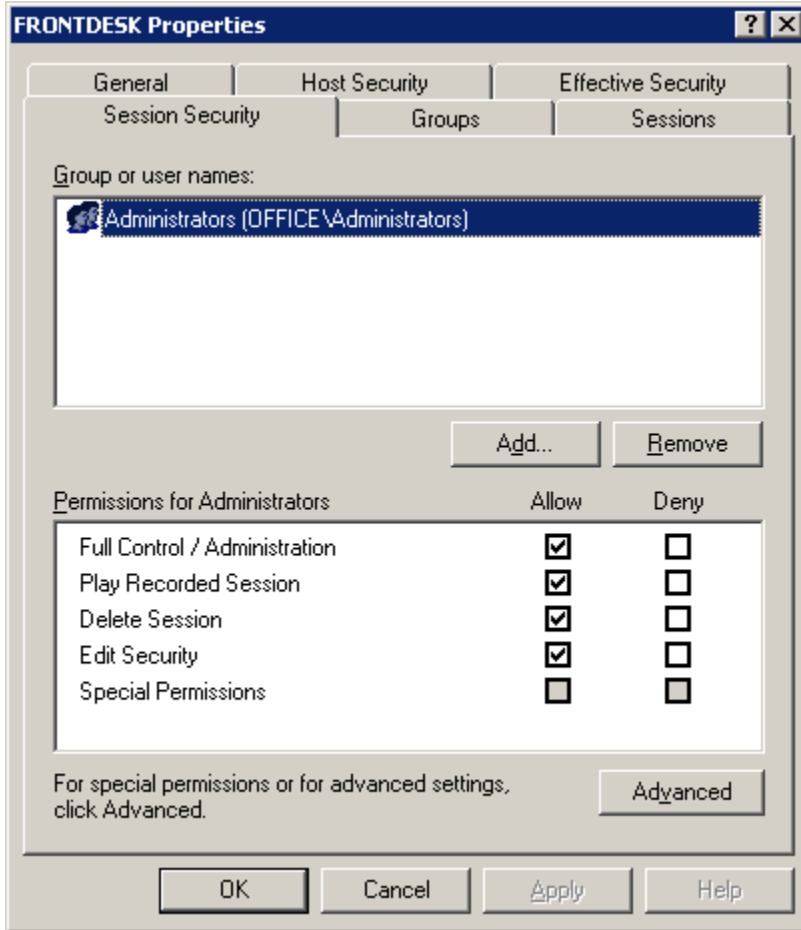 FRONTDESK Properties
General Host Security Effective Security
Session Security Groups Sessions
Group or user names:
Administrators (OFFICE\Administrators)
Add... Remove
Permissions for Administrators Allow Deny
Full Control / Administration
Play Recorded Session
Delete Session
Edit Security
Special Permissions
For special permissions or for advanced settings,
click Advanced.
Advanced
OK Cancel Apply Help